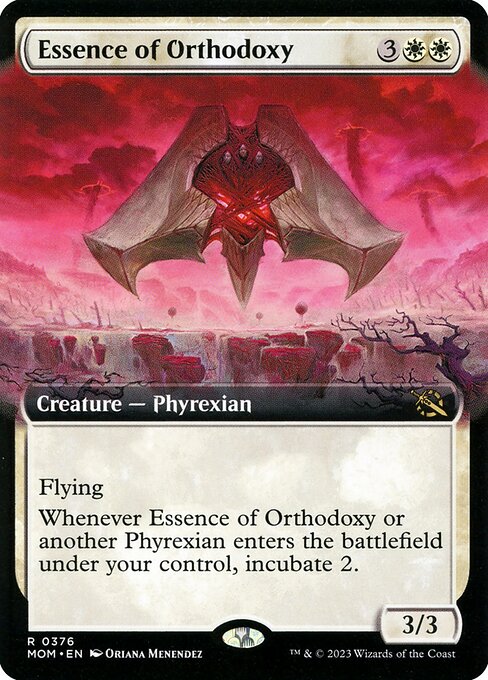 Essence of Orthodoxy 3
Creature — Phyrexian
Flying
Whenever Essence of Orthodoxy or
another Phyrexian enters the battlefield
under your control, incubate 2.
3/3
R 0376
MOM • EN Oriana Menendez
™ & © 2023 Wizards of the Coast